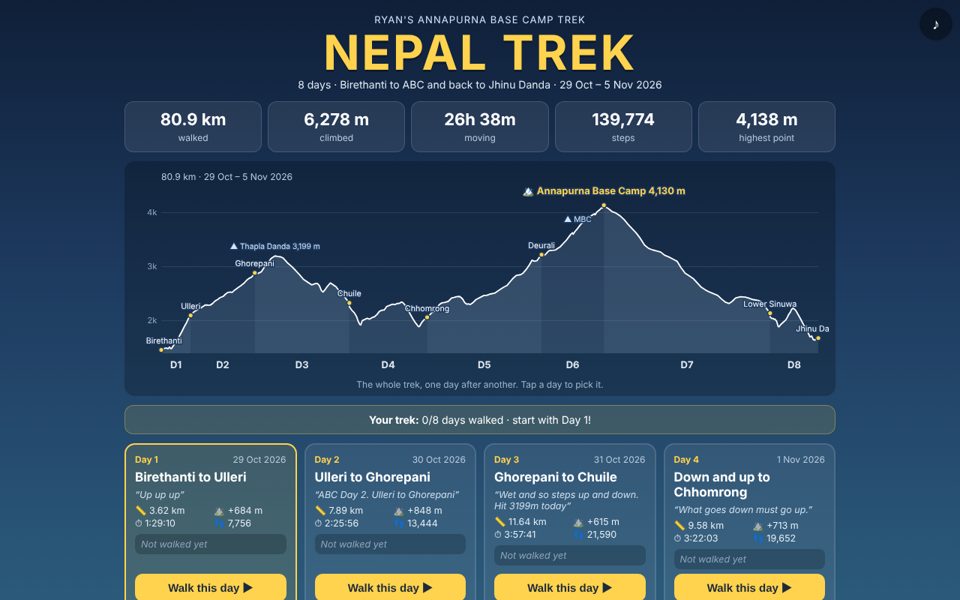 RYAN'S ANNAPURNA BASE CAMP TREK
NEPAL TREK
8 days · Birethanti to ABC and back to Jhinu Danda · 29 Oct – 5 Nov 2026
80.9 km
walked
6,278 m
climbed
26h 38m
moving
139,774
steps
4,138 m
highest point
80.9 km · 29 Oct – 5 Nov 2026
Annapurna Base Camp 4,130 m
4k
3k
2k
MBC
Deurali
Thapla Danda 3,199 m
Ghorepani
Chuile
Ulleri
Chhomrong
Lower Sinuwa
Birethanti
Jhinu Da
D1 D2 D3 D4 D5 D6 D7 D8
The whole trek, one day after another. Tap a day to pick it.
Your trek: 0/8 days walked · start with Day 1!
Day 1 29 Oct 2026
Birethanti to Ulleri
“Up up up”
3.62 km +684 m
1:29:10 7,756
Not walked yet
Walk this day ▶
Day 2 30 Oct 2026
Ulleri to Ghorepani
“ABC Day 2. Ulleri to Ghorepani”
7.89 km +848 m
2:25:56 13,444
Not walked yet
Walk this day ▶
Day 3 31 Oct 2026
Ghorepani to Chuile
“Wet and so steps up and down.
Hit 3199m today”
11.64 km +615 m
3:57:41 21,590
Not walked yet
Walk this day ▶
Day 4 1 Nov 2026
Down and up to
Chhomrong
“What goes down must go up.”
9.58 km +713 m
3:22:03 19,652
Not walked yet
Walk this day ▶